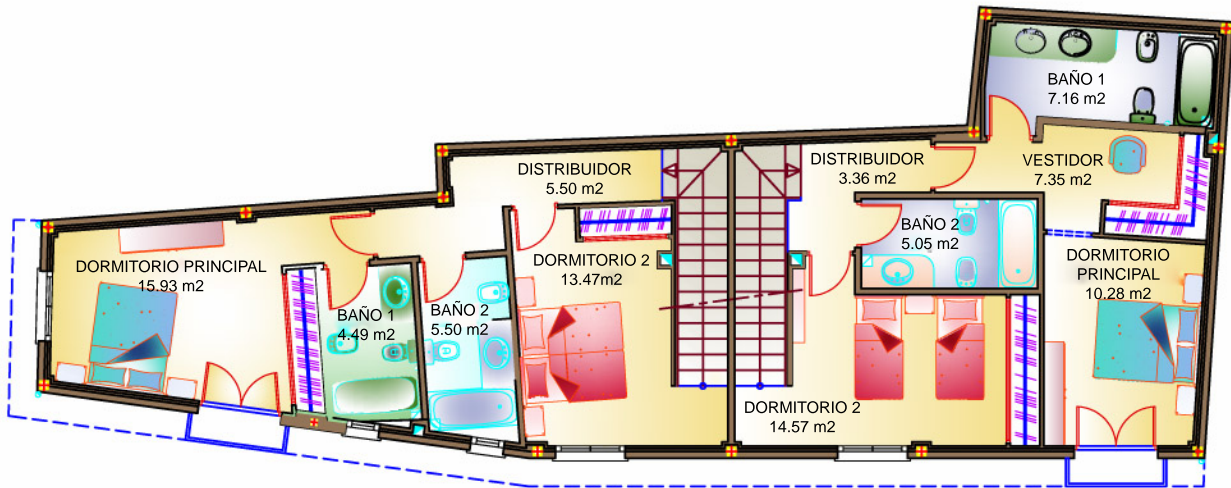 BAÑO 1
7.16 m2
DISTRIBUIDOR
5.50 m2
DISTRIBUIDOR
3.36 m2
VESTIDOR
7.35 m2
BAÑO 2
5.05 m2
DORMITORIO PRINCIPAL
15.93 m2
DORMITORIO 2
13.47m2
DORMITORIO
PRINCIPAL
10.28 m2
BAÑO 1
4.49 m2
BAÑO 2
5.50 m2
DORMITORIO 2
14.57 m2